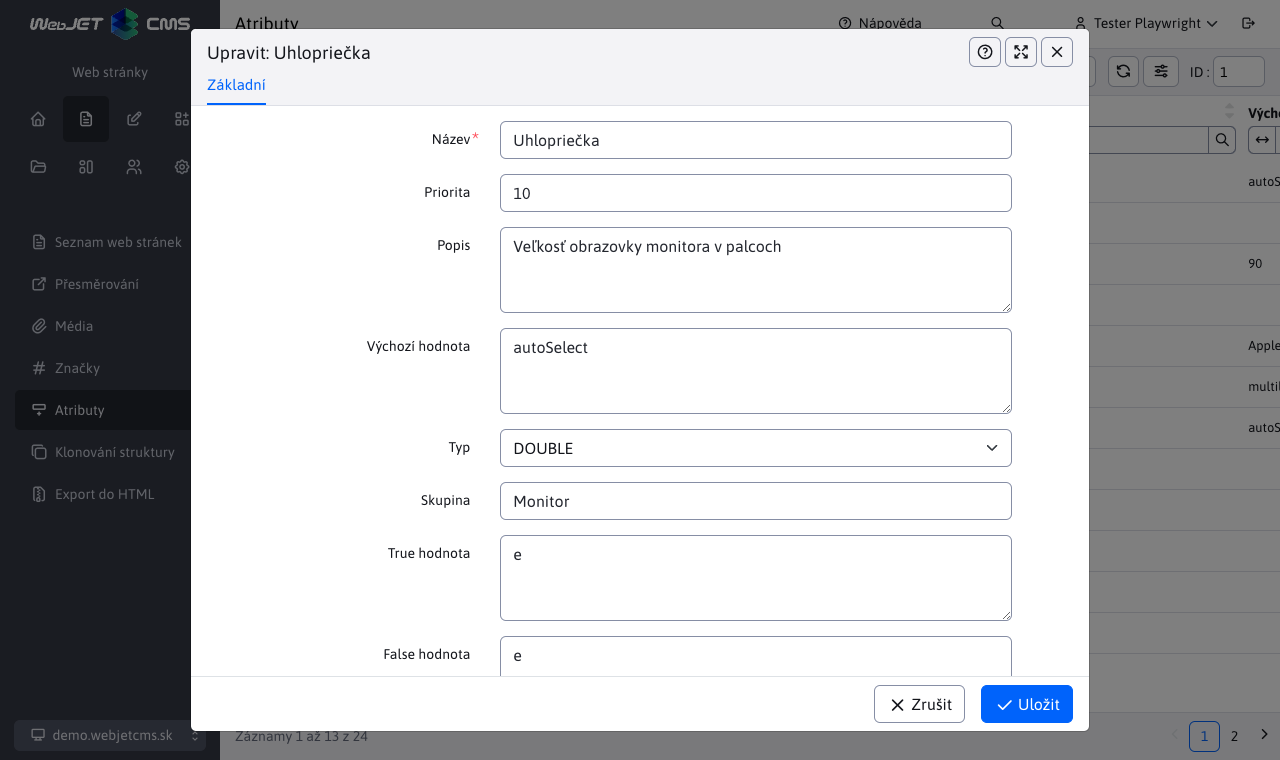 WebJET CMS
Atributy
Nápověda
Tester Playwright
Web stránky
Upravit: Uhlopriečka
Základní
ID :
1
Seznam web stránek
Přesměrování
Média
Značky
Atributy
Klonování struktury
Export do HTML
demo.webjetcms.sk
Název*
Uhlopriečka
Priorita
10
Popis
Veľkosť obrazovky monitora v palcoch
Výchozí hodnota
autoSelect
Typ
DOUBLE
Skupina
Monitor
True hodnota
e
False hodnota
e
Zrušit
Uložit
Vých
autoS
90
Apple
multil
autoS
Záznamy 1 až 13 z 24
1
2